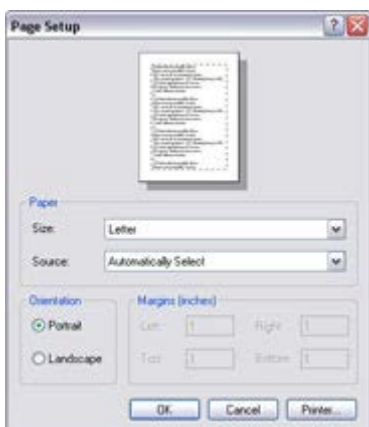 Page Setup
Paper
Size: Letter
Source: Automatically Select
Orientation
Portrait
Landscape
Margins (inches)
Left: 1 Right: 1
Top: 1 Bottom: 1
OK Cancel Printer...